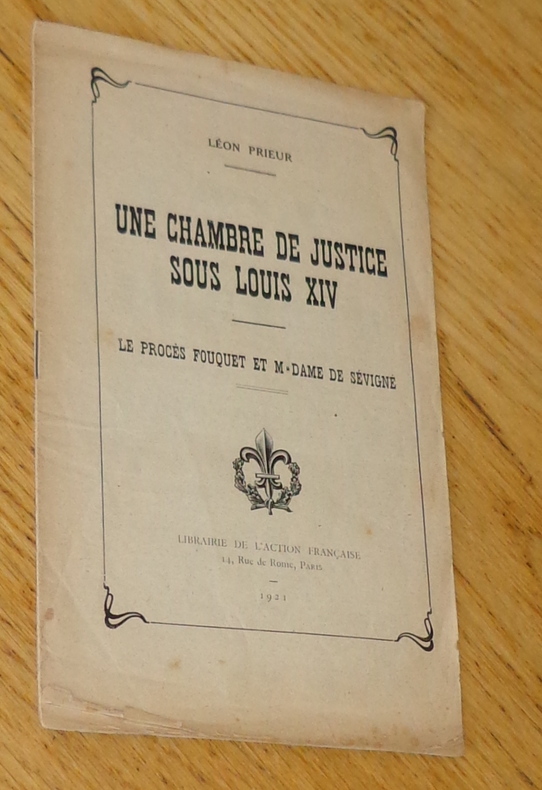 LÉON PRIEUR
UNE CHAMBRE DE JUSTICE
SOUS LOUIS XIV
LE PROCÈS FOUQUET ET MADAME DE SÉVIGNÉ
LIBRAIRIE DE L'ACTION FRANÇAISE
14, Rue de Rome, PARIS
1921